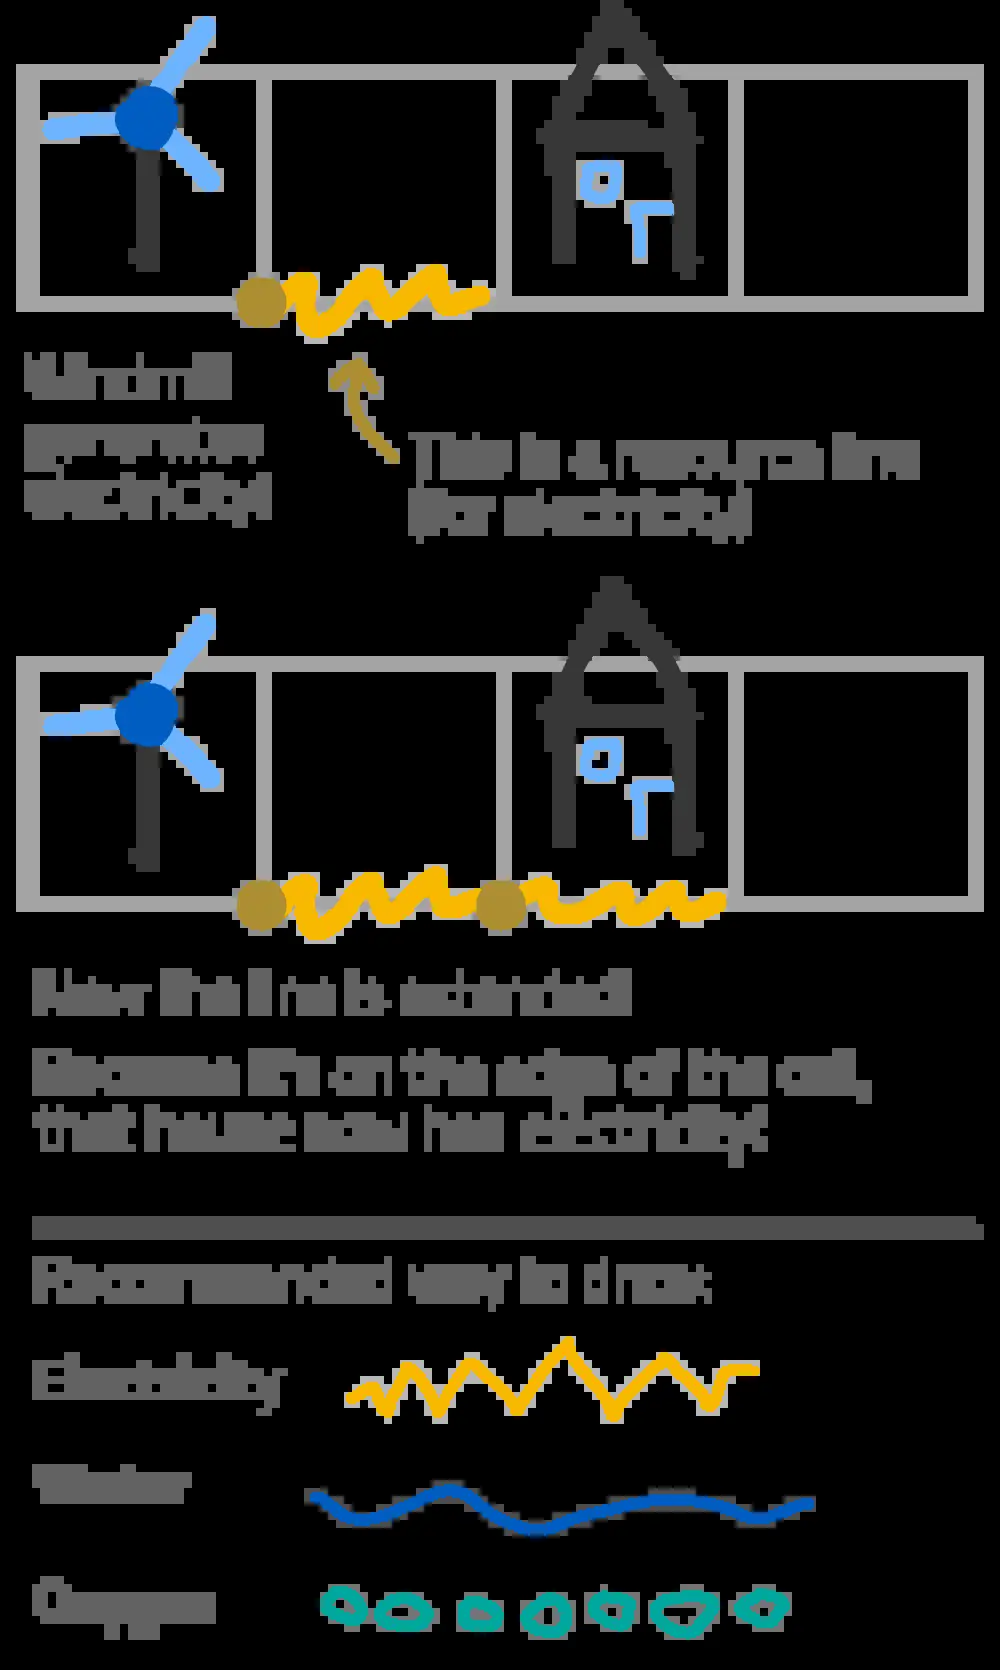 Windmill
generates
electricity!
This is a resource line
(for electricity)
Now the line is extended!
Because it's on the edge of the cell,
that house now has electricity!
Recommended way to draw:
Electricity
Water
Oxygen